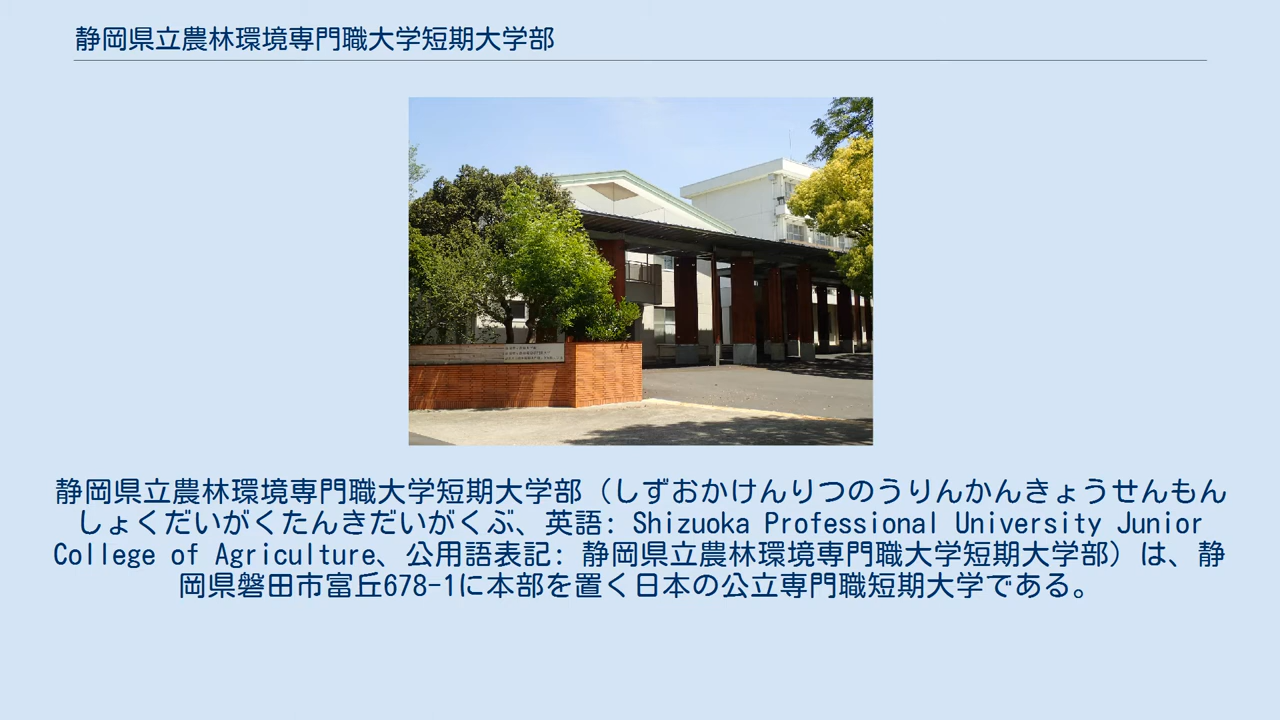 静岡県立農林環境専門職大学短期大学部
静岡県立農林環境専門職大学短期大学部（しずおかけんりつのうりんかんきょうせんもん
しょくだいがくたんきだいがくぶ、英語: Shizuoka Professional University Junior
College of Agriculture、公用語表記: 静岡県立農林環境専門職大学短期大学部）は、静
岡県磐田市富丘678-1に本部を置く日本の公立専門職短期大学である。